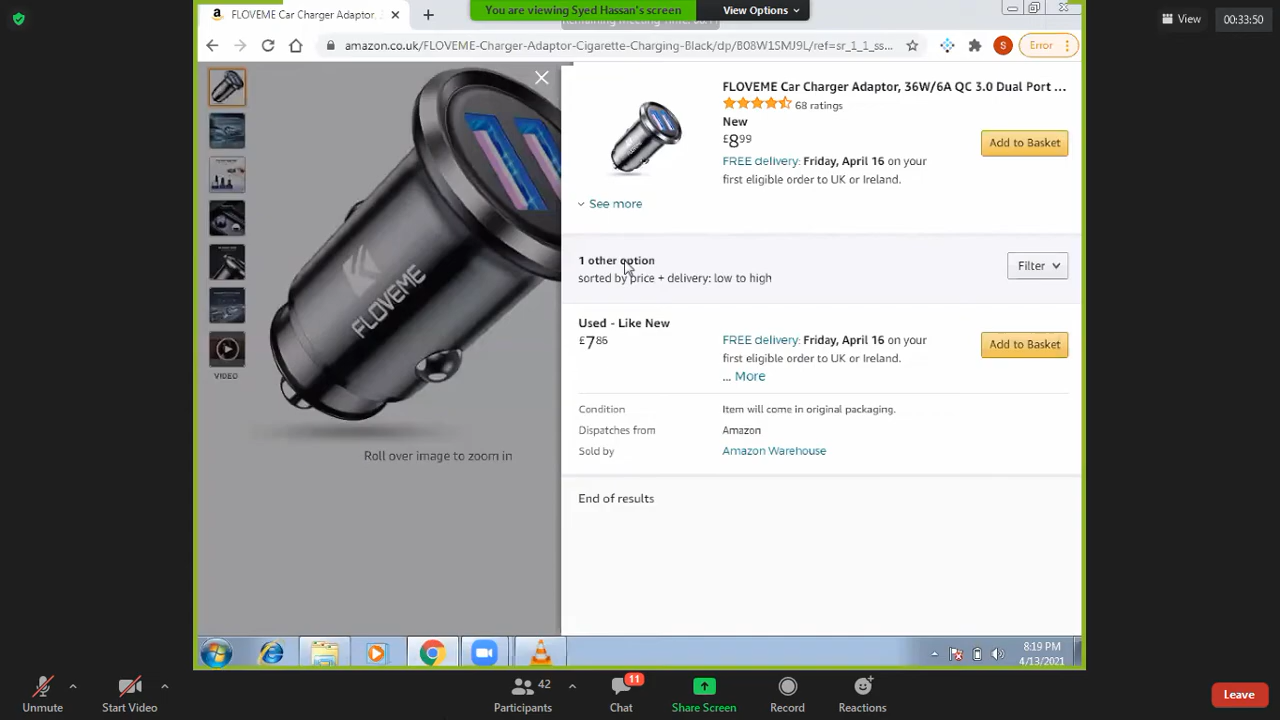 FLOVEME Car Charger Adaptor,
You are viewing Syed Hassan's screen
View Options
View
00:33:50
amazon.co.uk/FLOVEME-Charger-Adaptor-Cigarette-Charging-Black/dp/B08W1SMJ3
S
Error
FLOVEME Car Charger Adaptor, 36W/6A QC 3.0 Dual Port ...
68 ratings
New
£8⁹⁹
Add to Basket
FREE delivery: Friday, April 16 on your
first eligible order to UK or Ireland.
See more
1 other option
sorted by price + delivery: low to high
Filter
FLOVEME
Used - Like New
£7⁸⁶
FREE delivery: Friday, April 16 on your
first eligible order to UK or Ireland.
... More
Add to Basket
VIDEO
Condition
Item will come in original packaging.
Dispatches from
Amazon
Sold by
Amazon Warehouse
Roll over image to zoom in
End of results
8:19 PM
4/13/2021
Unmute
Start Video
42
Participants
11
Chat
Share Screen
Record
Reactions
Leave